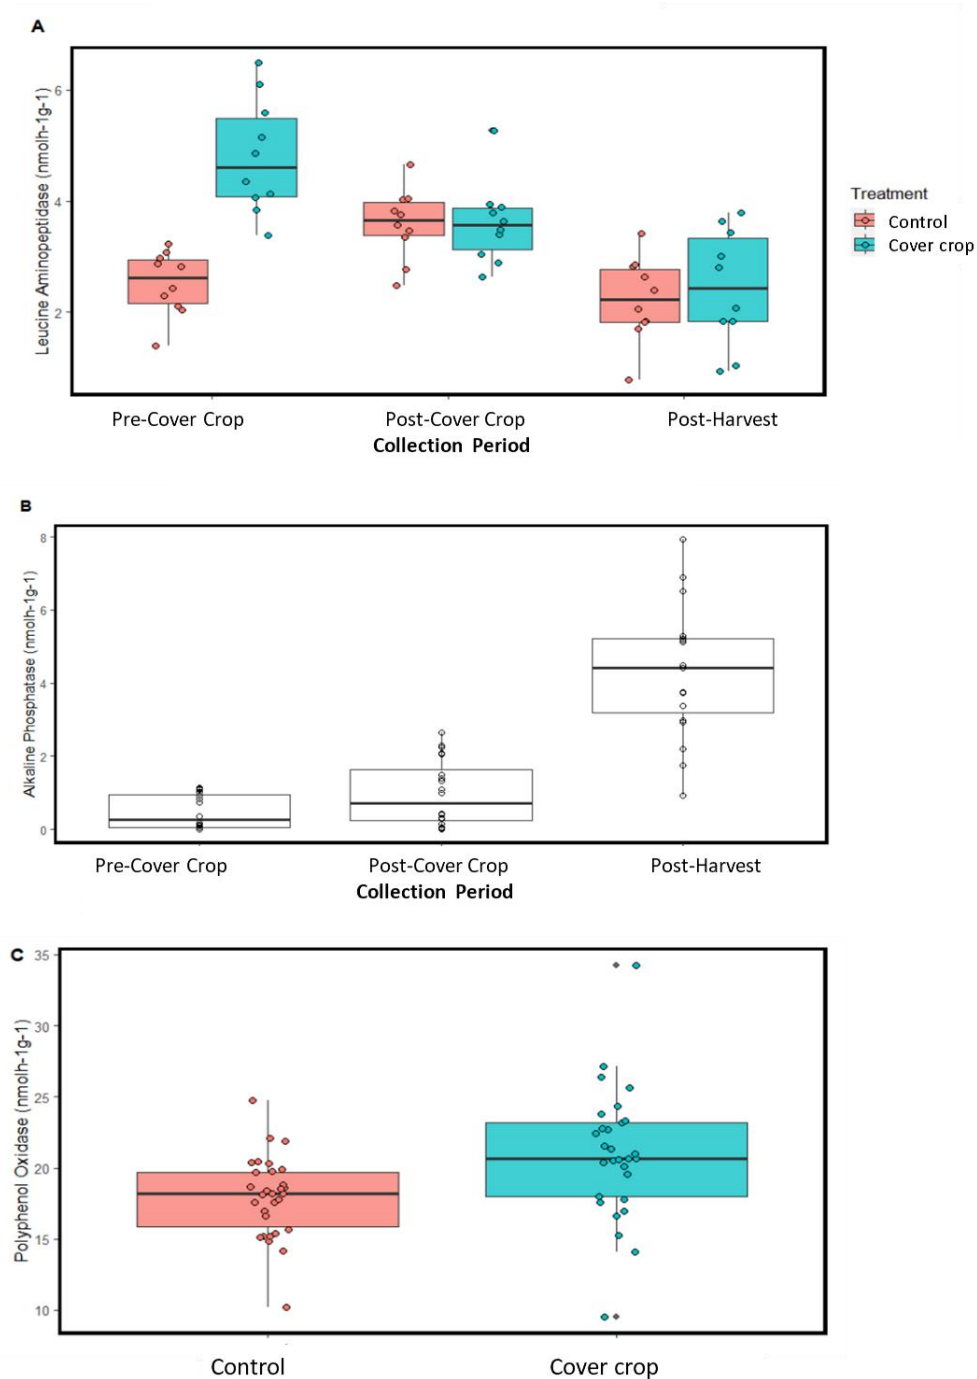 A
Leucine Aminopeptidase (nmolh-1g-1)
6
4
2
Pre-Cover Crop Post-Cover Crop Post-Harvest
Collection Period
Treatment
Control
Cover crop
B
Alkaline Phosphatase (nmolh-1g-1)
8
6
4
2
0
Pre-Cover Crop Post-Cover Crop Post-Harvest
Collection Period
C
Polyphenol Oxidase (nmolh-1g-1)
35
30
25
20
15
10
Control Cover crop